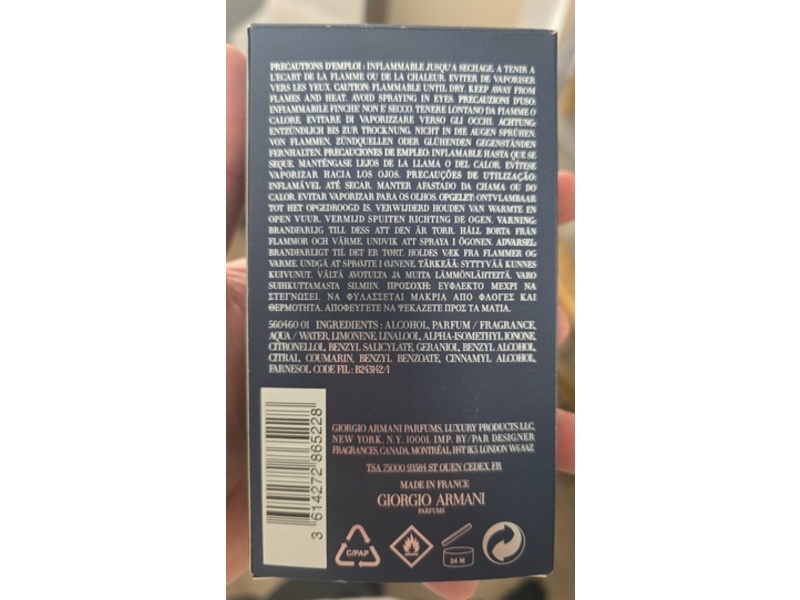 PRECAUTIONS D'EMPLOI : INFLAMMABLE JUSQU'A SECHAGE. A TENIR A
L'ECART DE LA FLAMME OU DE LA CHALEUR. EVITER DE VAPORISER
VERS LES YEUX. CAUTION: FLAMMABLE UNTIL DRY. KEEP AWAY FROM
FLAMES AND HEAT. AVOID SPRAYING IN EYES. PRECAUZIONI D'USO:
INFIAMMABILE FINCHE' NON E' SECCO. TENERE LONTANO DA FIAMME O
CALORE. EVITARE DI VAPORIZZARE VERSO GLI OCCHI. ACHTUNG:
ENTZÜNDLICH BIS ZUR TROCKNUNG. NICHT IN DIE AUGEN SPRÜHEN.
VON FLAMMEN, ZÜNDQUELLEN ODER GLÜHENDEN GEGENSTÄNDEN
FERNHALTEN. PRECAUCIONES DE EMPLEO: INFLAMABLE HASTA QUE SE
SEQUE. MANTÉNGASE LEJOS DE LA LLAMA O DEL CALOR. EVÍTESE
VAPORIZAR HACIA LOS OJOS. PRECAUÇÕES DE UTILIZAÇÃO:
INFLAMÁVEL ATÉ SECAR. MANTER AFASTADO DA CHAMA OU DO
CALOR. EVITAR VAPORIZAR PARA OS OLHOS. OPGELET: ONTVLAMBAAR
TOT HET OPGEDROOGD IS. VERWIJDERD HOUDEN VAN WARMTE EN
OPEN VUUR. VERMIJD SPUITEN RICHTING DE OGEN. VARNING:
BRANDFARLIG TILL DESS ATT DEN ÄR TORR. HÅLL BORTA FRÅN
FLAMMOR OCH VÄRME. UNDVIK ATT SPRAYA I ÖGONEN. ADVARSEL:
BRANDFARLIGT TIL DET ER TØRT. HOLDES VÆK FRA FLAMMER OG
VARME. UNDGÅ AT SPRØJTE I ØJNENE. TÄRKEÄÄ: SYTTYVÄÄ KUNNES
KUIVUNUT. VÄLTÄ AVOTULTA JA MUITA LÄMMÖNLÄHTEITÄ. VARO
SUIHKUTTAMASTA SILMIIN. ΠΡΟΣΟΧΗ: ΕΥΦΛΕΚΤΟ ΜΕΧΡΙ ΝΑ
ΣΤΕΓΝΩΣΕΙ. ΝΑ ΦΥΛΑΣΣΕΤΑΙ ΜΑΚΡΙΑ ΑΠΟ ΦΛΟΓΕΣ ΚΑΙ
ΘΕΡΜΟΤΗΤΑ. ΑΠΟΦΕΥΓΕΤΕ ΝΑ ΨΕΚΑΖΕΤΕ ΠΡΟΣ ΤΑ ΜΑΤΙΑ.
560460 01 INGREDIENTS : ALCOHOL, PARFUM / FRAGRANCE,
AQUA / WATER, LIMONENE, LINALOOL, ALPHA-ISOMETHYL IONONE,
CITRONELLOL, BENZYL SALICYLATE, GERANIOL, BENZYL ALCOHOL,
CITRAL, COUMARIN, BENZYL BENZOATE, CINNAMYL ALCOHOL,
FARNESOL CODE FIL : B243142/1
3 614272 865228
GIORGIO ARMANI PARFUMS, LUXURY PRODUCTS LLC,
NEW YORK, N.Y. 10001. IMP. BY/PAR DESIGNER
FRAGRANCES, CANADA, MONTRÉAL, H4T 1K5. LONDON W6 8AZ
TSA 75000 93584 ST OUEN CEDEX FR
MADE IN FRANCE
GIORGIO ARMANI
PARFUMS
C/PAP
24 M